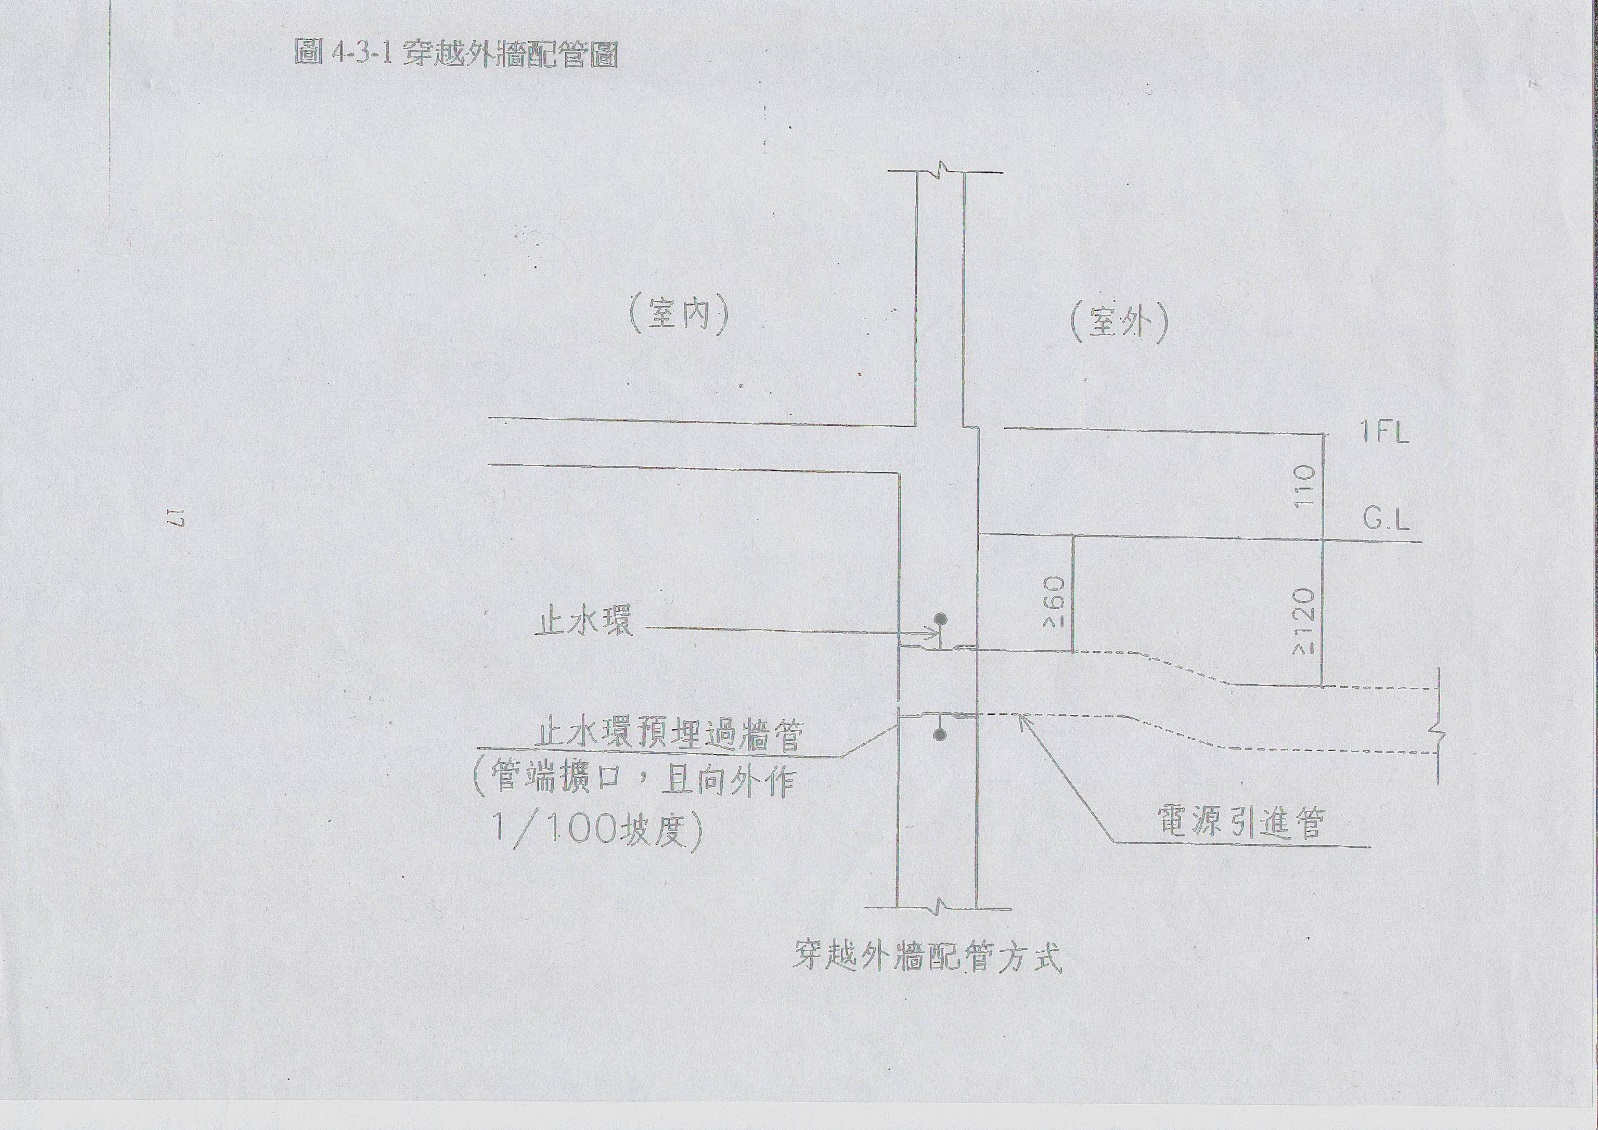 圖 4-3-1 穿越外牆配管圖
(室內)
(室外)
1FL
110
G.L
≥60
≥120
止水環
止水環預埋過牆管
(管端擴口，且向外作
1/100坡度)
電源引進管
穿越外牆配管方式
17